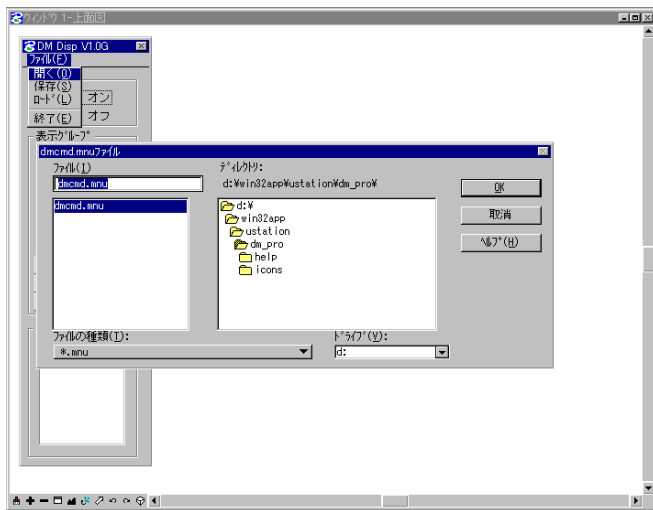 ウィンドウ 1-上面図
DM Disp V1.0G
ファイル(F)
開く(O)
保存(S)
ロード(L)
オン
終了(E)
オフ
表示グループ
dmcmd.mnuファイル
ファイル(I)
ディレクトリ:
dmcmd.mnu
d:¥win32app¥ustation¥dm_pro¥
OK
dmcmd.mnu
d:¥
取消
win32app
ustation
ヘルプ(H)
dm_pro
help
icons
ファイルの種類(T):
ドライブ(V):
*.mnu
d: